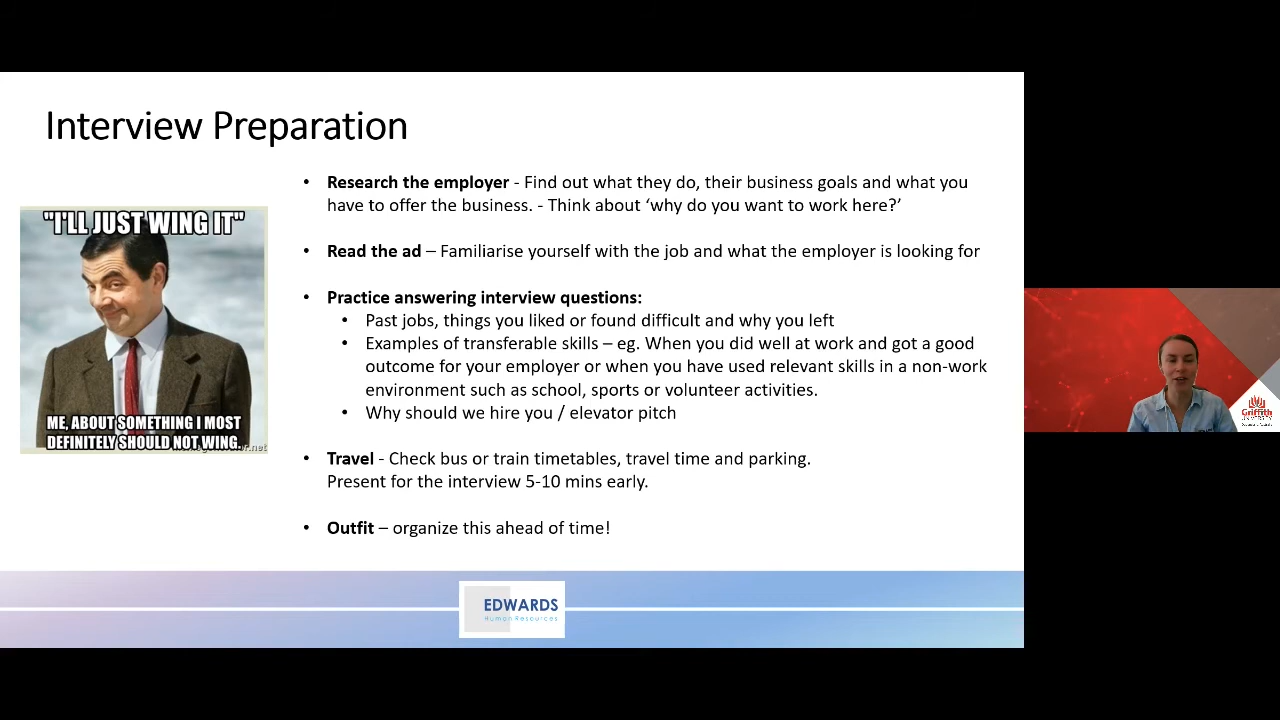 Interview Preparation
"I'LL JUST WING IT"
ME, ABOUT SOMETHING I MOST
DEFINITELY SHOULD NOT WING.
• Research the employer - Find out what they do, their business goals and what you
have to offer the business. - Think about ‘why do you want to work here?’
• Read the ad – Familiarise yourself with the job and what the employer is looking for
• Practice answering interview questions:
• Past jobs, things you liked or found difficult and why you left
• Examples of transferable skills – eg. When you did well at work and got a good
outcome for your employer or when you have used relevant skills in a non-work
environment such as school, sports or volunteer activities.
• Why should we hire you / elevator pitch
• Travel - Check bus or train timetables, travel time and parking.
Present for the interview 5-10 mins early.
• Outfit – organize this ahead of time!
EDWARDS
Human Resources
Griffith